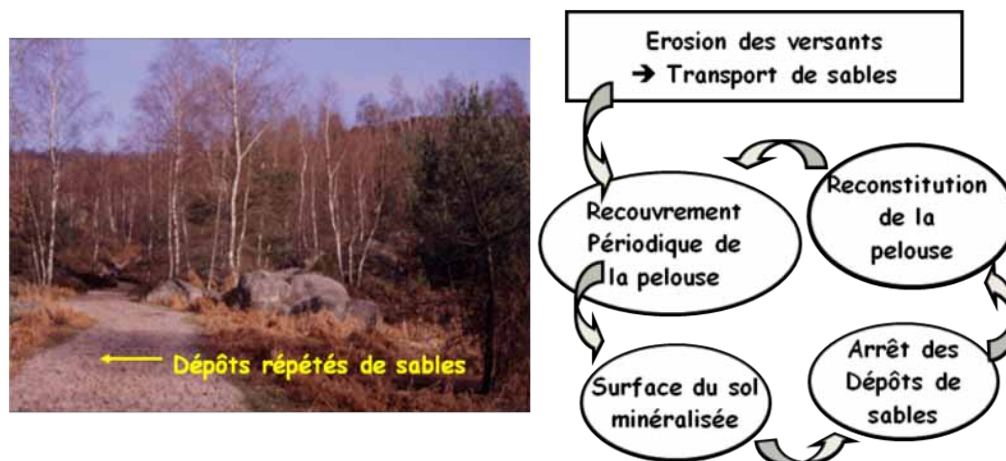 Dépôts répétés de sables
Erosion des versants
➔ Transport de sables
Recouvrement
Périodique de
la pelouse
Reconstitution
de la
pelouse
Surface du sol
minéralisée
Arrêt des
Dépôts de
sables